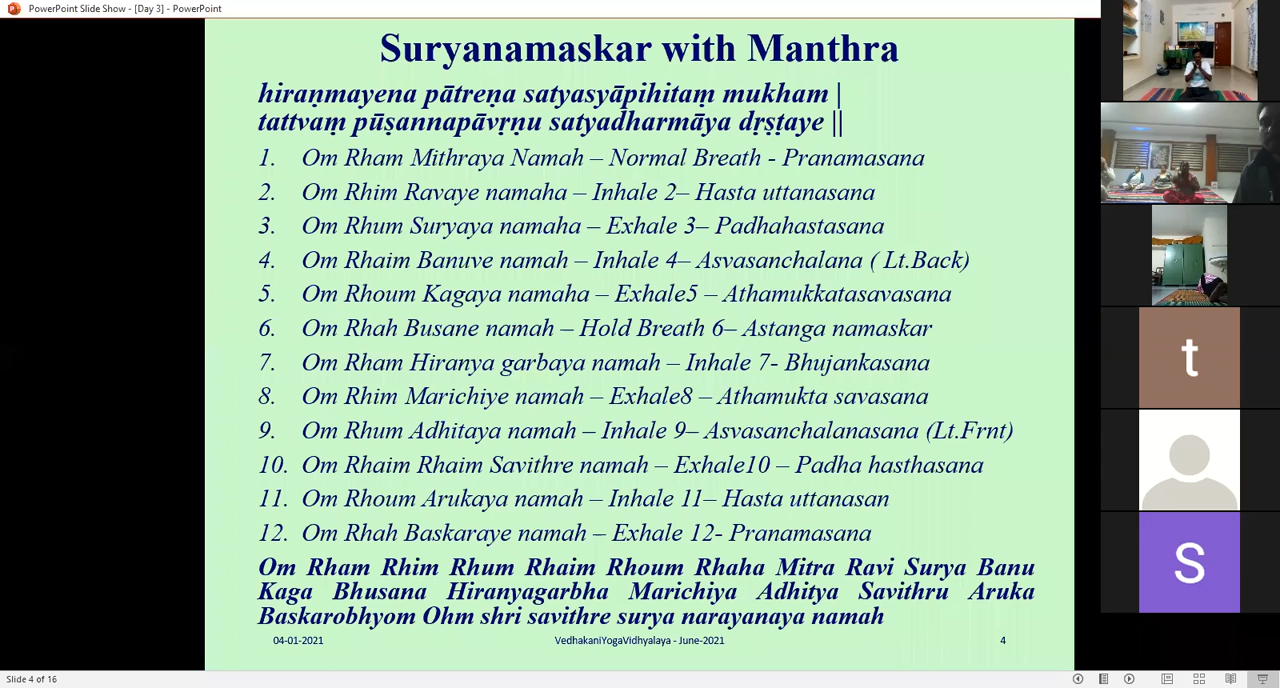 PowerPoint Slide Show - [Day 3] - PowerPoint
Suryanamaskar with Manthra
hiraṇmayena pātreṇa satyasyāpihitaṃ mukham |
tattvaṃ pūṣannapāvṛṇu satyadharmāya dṛṣṭaye ||
1. Om Rham Mithraya Namah – Normal Breath - Pranamasana
2. Om Rhim Ravaye namaha – Inhale 2– Hasta uttanasana
3. Om Rhum Suryaya namaha – Exhale 3– Padhahastasana
4. Om Rhaim Banuve namah – Inhale 4– Asvasanchalana ( Lt.Back)
5. Om Rhoum Kagaya namaha – Exhale5 – Athamukkatasavasana
6. Om Rhah Busane namah – Hold Breath 6– Astanga namaskar
7. Om Rham Hiranya garbaya namah – Inhale 7- Bhujankasana
8. Om Rhim Marichiye namah – Exhale8 – Athamukta savasana
9. Om Rhum Adhitaya namah – Inhale 9– Asvasanchalanasana (Lt.Frnt)
10. Om Rhaim Rhaim Savithre namah – Exhale10 – Padha hasthasana
11. Om Rhoum Arukaya namah – Inhale 11– Hasta uttanasan
12. Om Rhah Baskaraye namah – Exhale 12- Pranamasana
Om Rham Rhim Rhum Rhaim Rhoum Rhaha Mitra Ravi Surya Banu
Kaga Bhusana Hiranyagarbha Marichiya Adhitya Savithru Aruka
Baskarobhyom Ohm shri savithre surya narayanaya namah
04-01-2021 VedhakaniYogaVidhyalaya - June-2021 4
Slide 4 of 16
t
S